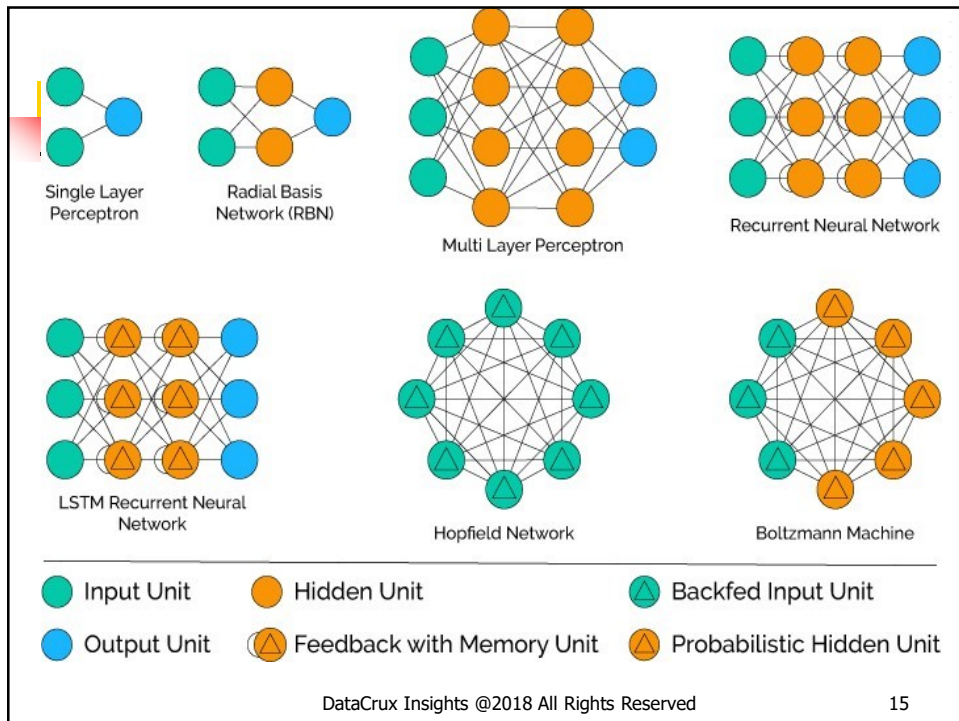 Single Layer
Perceptron
Radial Basis
Network (RBN)
Multi Layer Perceptron
Recurrent Neural Network
LSTM Recurrent Neural
Network
Hopfield Network
Boltzmann Machine
Input Unit
Hidden Unit
Backfed Input Unit
Output Unit
Feedback with Memory Unit
Probabilistic Hidden Unit
DataCrux Insights @2018 All Rights Reserved
15